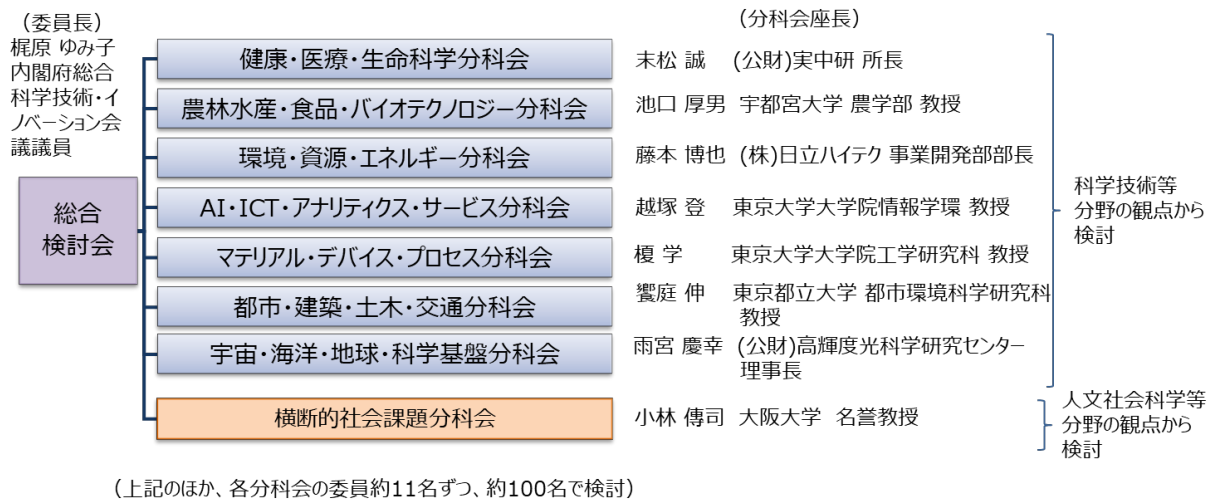 (委員長)
梶原 ゆみ子
内閣府総合
科学技術・イ
ノベーション会
議議員
総合
検討会
(分科会座長)
健康・医療・生命科学分科会
末松 誠 (公財)実中研 所長
農林水産・食品・バイオテクノロジー分科会
池口 厚男 宇都宮大学 農学部 教授
環境・資源・エネルギー分科会
藤本 博也 (株)日立ハイテク 事業開発部部長
AI・ICT・アナリティクス・サービス分科会
越塚 登 東京大学大学院情報学環 教授
マテリアル・デバイス・プロセス分科会
榎 学 東京大学大学院工学研究科 教授
都市・建築・土木・交通分科会
饗庭 伸 東京都立大学 都市環境科学研究科
教授
宇宙・海洋・地球・科学基盤分科会
雨宮 慶幸 (公財)高輝度光科学研究センター
理事長
科学技術等
分野の観点から
検討
横断的社会課題分科会
小林 傳司 大阪大学 名誉教授
人文社会科学等
分野の観点から
検討
(上記のほか、各分科会の委員約11名ずつ、約100名で検討)